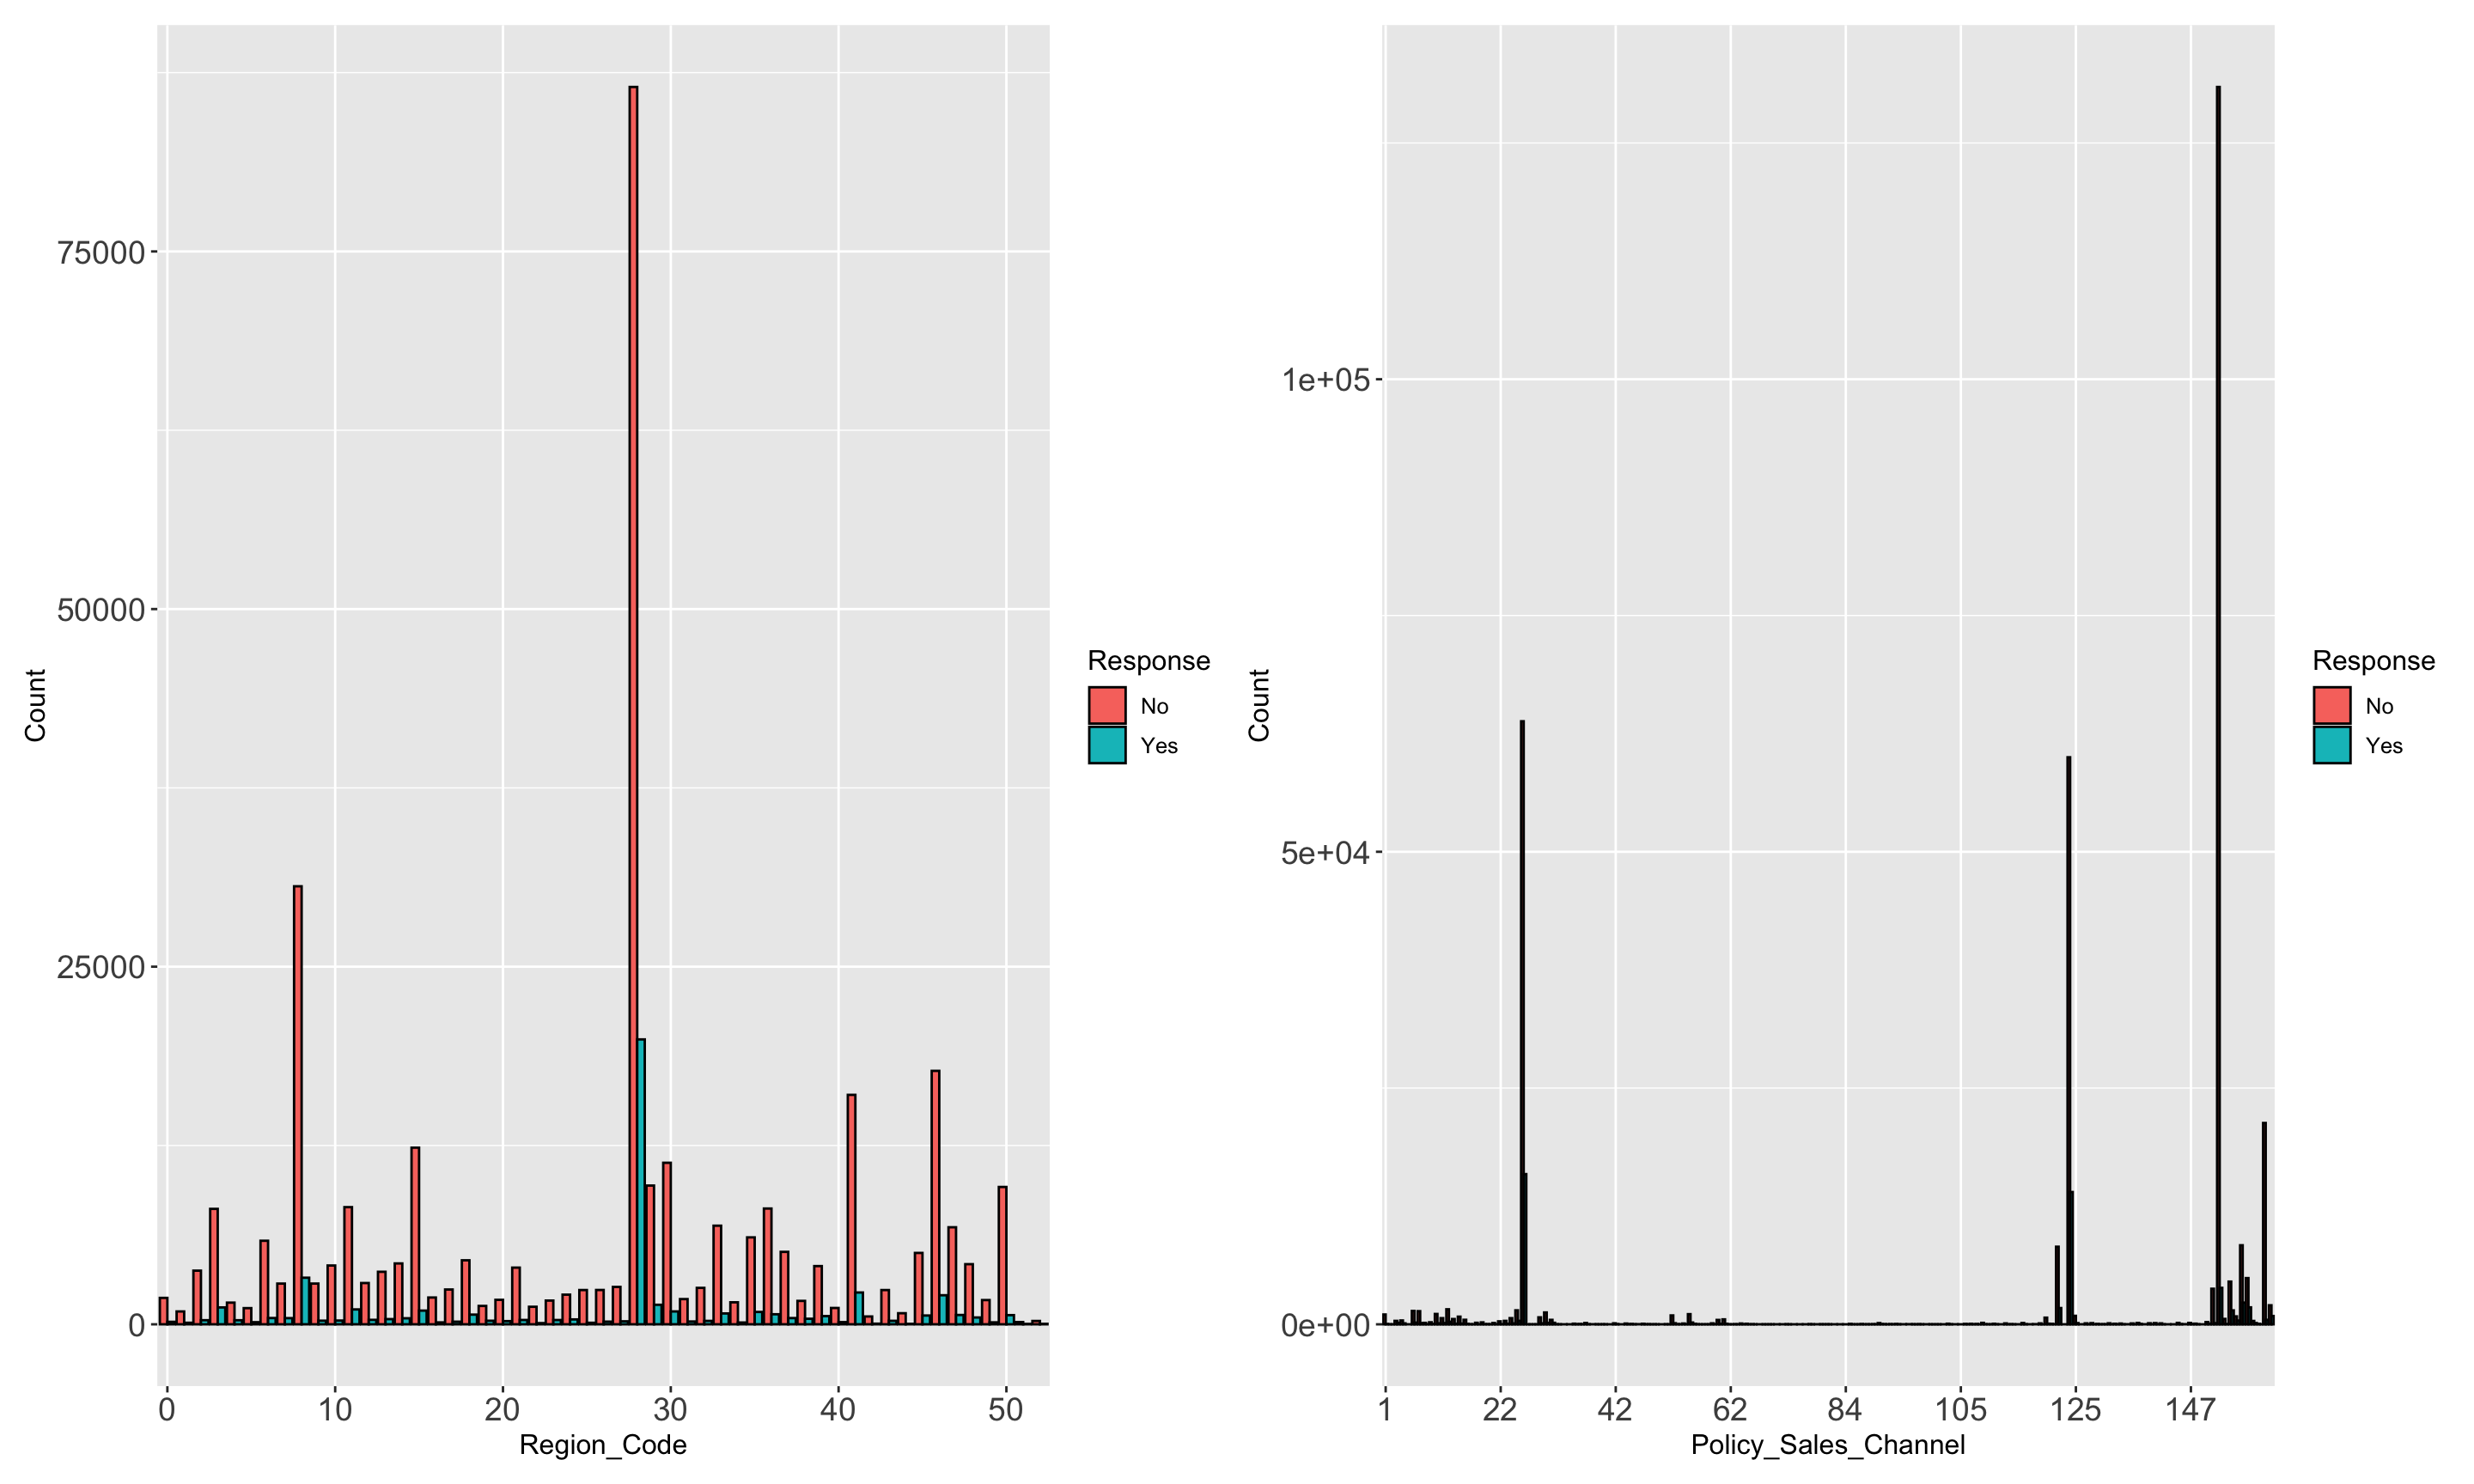 75000
50000
25000
0
Count
0 10 20 30 40 50
Region_Code
Response
No
Yes
1e+05
5e+04
0e+00
Count
1 22 42 62 84 105 125 147
Policy_Sales_Channel
Response
No
Yes